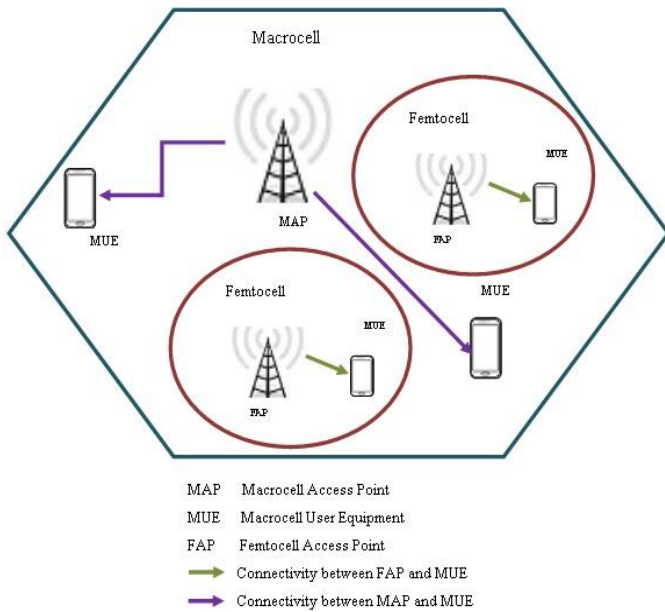 Macrocell
Femtocell
MUE
FAP
MUE
MAP
MUE
Femtocell
MUE
FAP
MAP Macrocell Access Point
MUE Macrocell User Equipment
FAP Femtocell Access Point
Connectivity between FAP and MUE
Connectivity between MAP and MUE